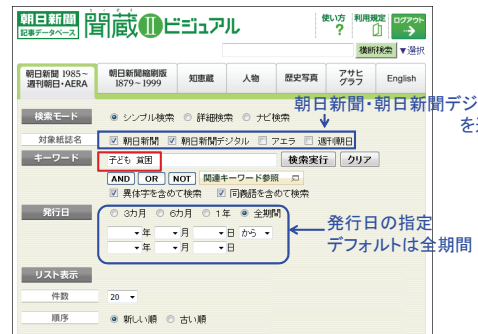 朝日新聞 記事データベース 聞蔵Ⅱビジュアル 使い方 ? 利用規定 ログアウト
横断検索 ▼選択
朝日新聞 1985～ 週刊朝日・AERA 朝日新聞縮刷版 1879～1999 知恵蔵 人物 歴史写真 アサヒグラフ English
検索モード シンプル検索 詳細検索 ナビ検索
朝日新聞・朝日新聞デジ
対象紙誌名 朝日新聞 朝日新聞デジタル アエラ 週刊朝日
キーワード 子ども 貧困 検索実行 クリア
AND OR NOT 関連キーワード参照
異体字を含めて検索 同義語を含めて検索
発行日 3カ月 6カ月 1年 全期間
年 月 日 から
年 月 日
発行日の指定
デフォルトは全期間
リスト表示
件数 20
順序 新しい順 古い順